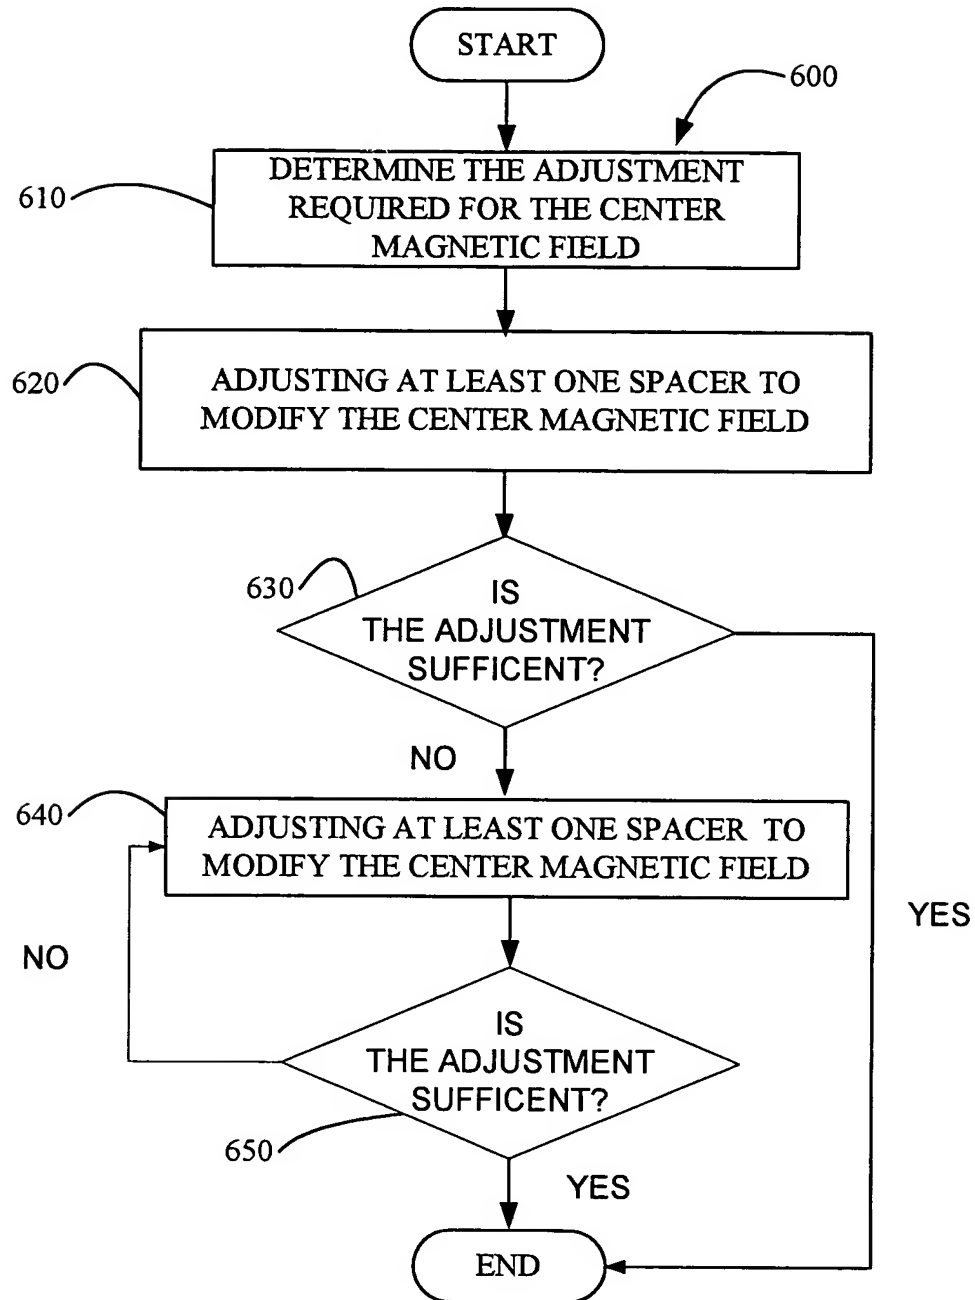 START
600
610
DETERMINE THE ADJUSTMENT
REQUIRED FOR THE CENTER
MAGNETIC FIELD
620
ADJUSTING AT LEAST ONE SPACER TO
MODIFY THE CENTER MAGNETIC FIELD
630
IS
THE ADJUSTMENT
SUFFICENT?
NO
640
ADJUSTING AT LEAST ONE SPACER TO
MODIFY THE CENTER MAGNETIC FIELD
YES
NO
IS
THE ADJUSTMENT
SUFFICENT?
650
YES
END